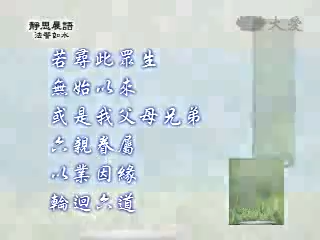 靜思晨語
法譬如水
大愛
若尋此眾生
無始以來
或是我父母兄弟
六親眷屬
以業因緣
輪迴六道